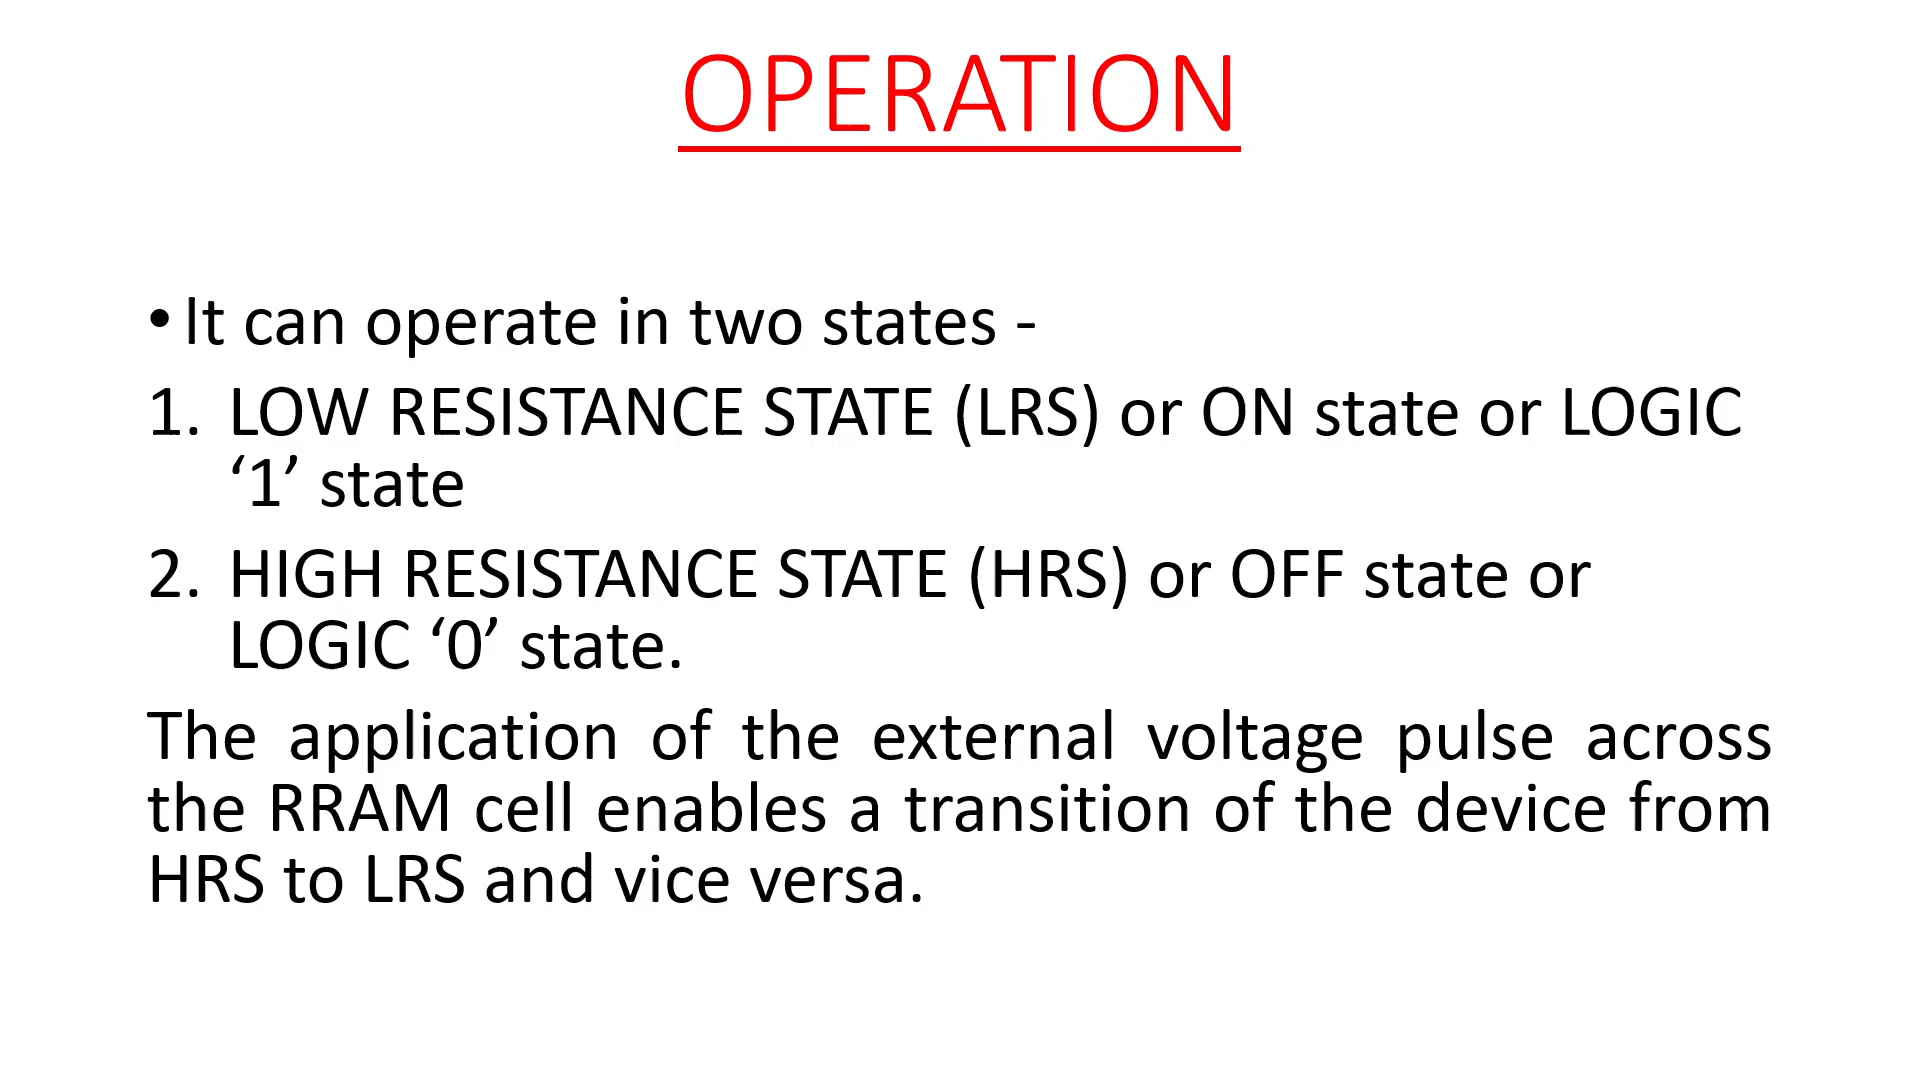 OPERATION
• It can operate in two states -
1. LOW RESISTANCE STATE (LRS) or ON state or LOGIC
‘1’ state
2. HIGH RESISTANCE STATE (HRS) or OFF state or
LOGIC ‘0’ state.
The application of the external voltage pulse across
the RRAM cell enables a transition of the device from
HRS to LRS and vice versa.